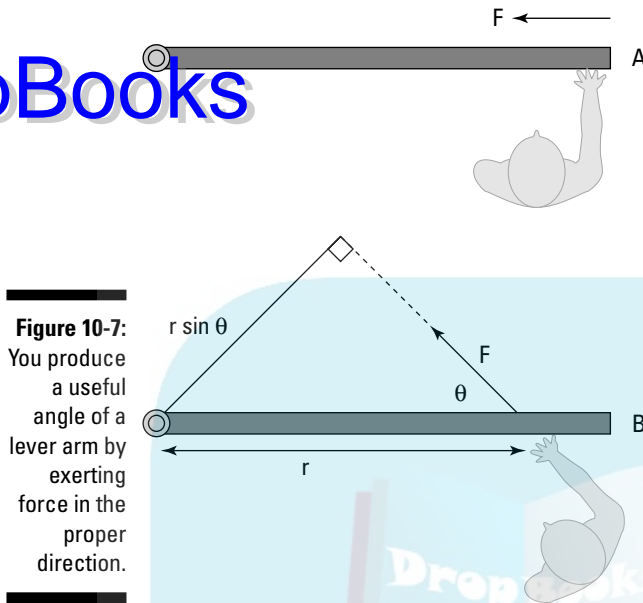 F
A
oBooks
Figure 10-7:
You produce
a useful
angle of a
lever arm by
exerting
force in the
proper
direction.
r sin θ
F
θ
B
r